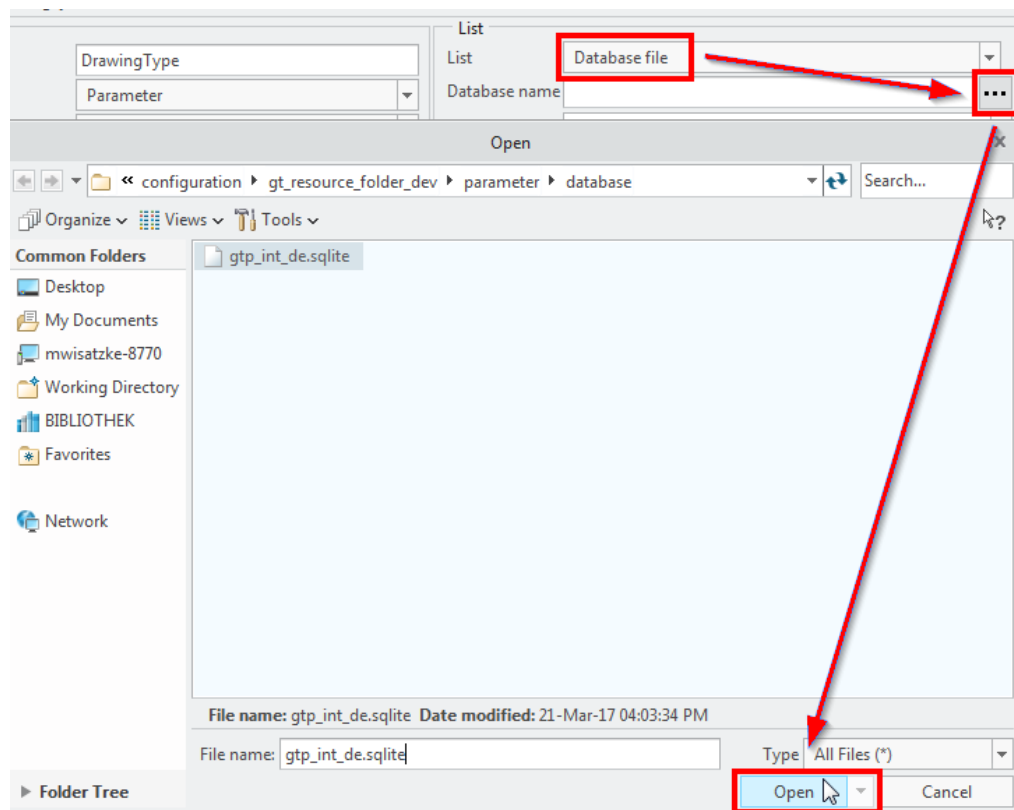 List
DrawingType
List
Database file
Parameter
Database name
...
Open
x
« configuration gt_resource_folder_dev parameter database
Search...
Organize Views Tools
?
Common Folders
gtp_int_de.sqlite
Desktop
My Documents
mwisatzke-8770
Working Directory
BIBLIOTHEK
Favorites
Network
File name: gtp_int_de.sqlite Date modified: 21-Mar-17 04:03:34 PM
File name: gtp_int_de.sqlite
Type All Files (*)
Folder Tree
Open
Cancel